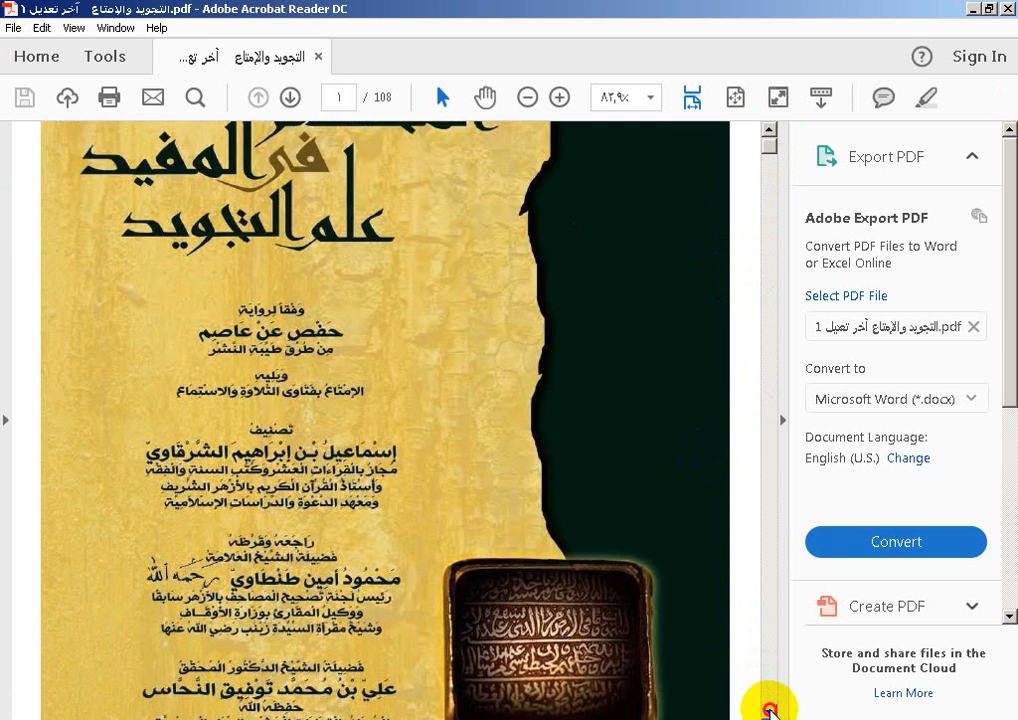 التجويد والإمتاع آخر تعديل ١.pdf - Adobe Acrobat Reader DC
File Edit View Window Help
Home Tools التجويد والإمتاع أخر تع... × Sign In
١ / 108 ٨٢,٩%
في المفيد
علم التجويد
وفقا لرواية
حفص عن عاصم
من طرق طيبة النشر
ويليه
الإمتاع بفتاوى التلاوة والاستماع
تصنيف
إسماعيل بن إبراهيم الشرقاوي
مجاز بالقراءات العشر وكتب السنة والفقه
وأستاذ القرآن الكريم بالأزهر الشريف
ومعهد الدعوة والدراسات الإسلامية
راجعه وقرظه
فضيلة الشيخ العلامة
محمود أمين طنطاوي رحمه الله
رئيس لجنة تصحيح المصاحف بالأزهر سابقا
ووكيل المقارئ بوزارة الأوقاف
وشيخ مقرأة السيدة زينب رضي الله عنها
فضيلة الشيخ الدكتور المحقق
علي بن محمد توفيق النحاس
حفظه الله
Export PDF
Adobe Export PDF
Convert PDF Files to Word
or Excel Online
Select PDF File
التجويد والإمتاع أخر تعديل 1.pdf
Convert to
Microsoft Word (*.docx)
Document Language:
English (U.S.) Change
Convert
Create PDF
Store and share files in the
Document Cloud
Learn More